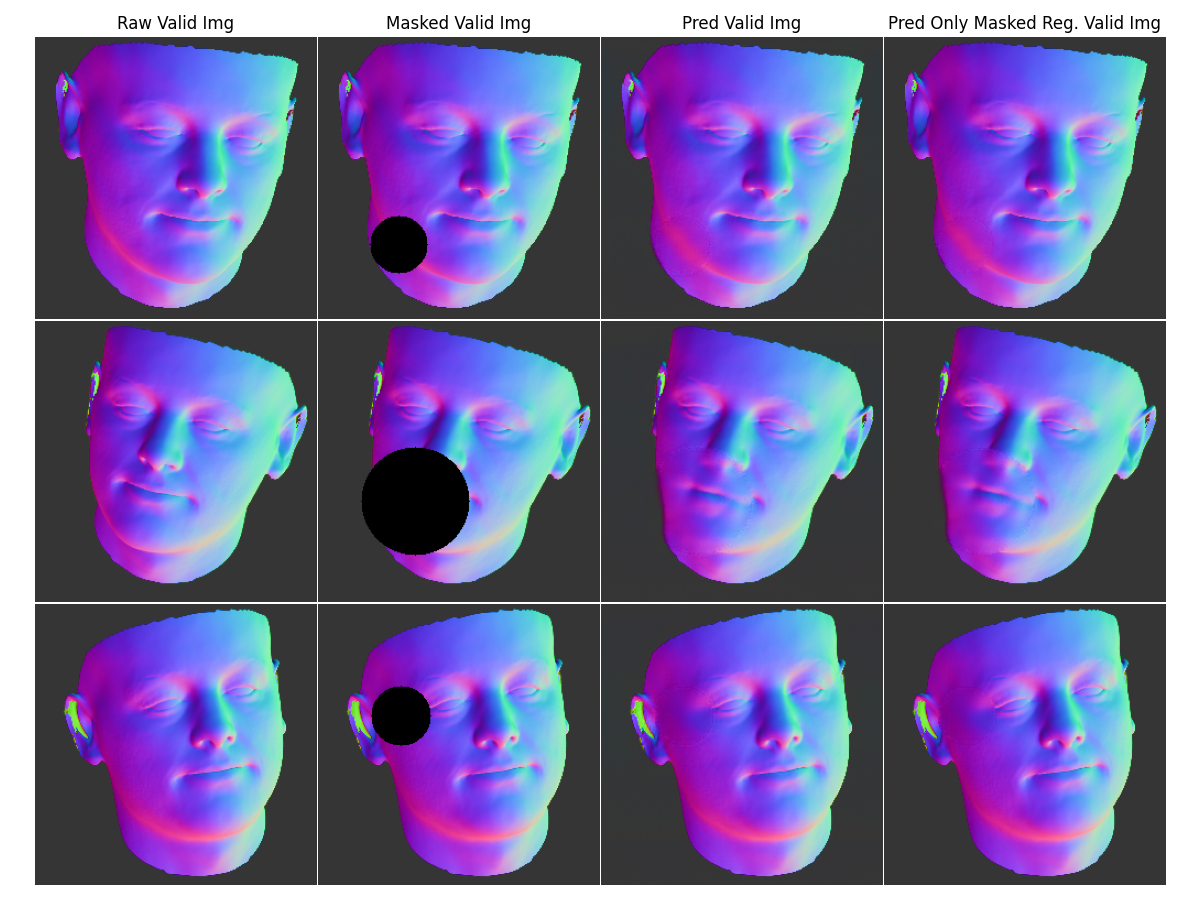 Raw Valid Img
Masked Valid Img
Pred Valid Img
Pred Only Masked Reg. Valid Img